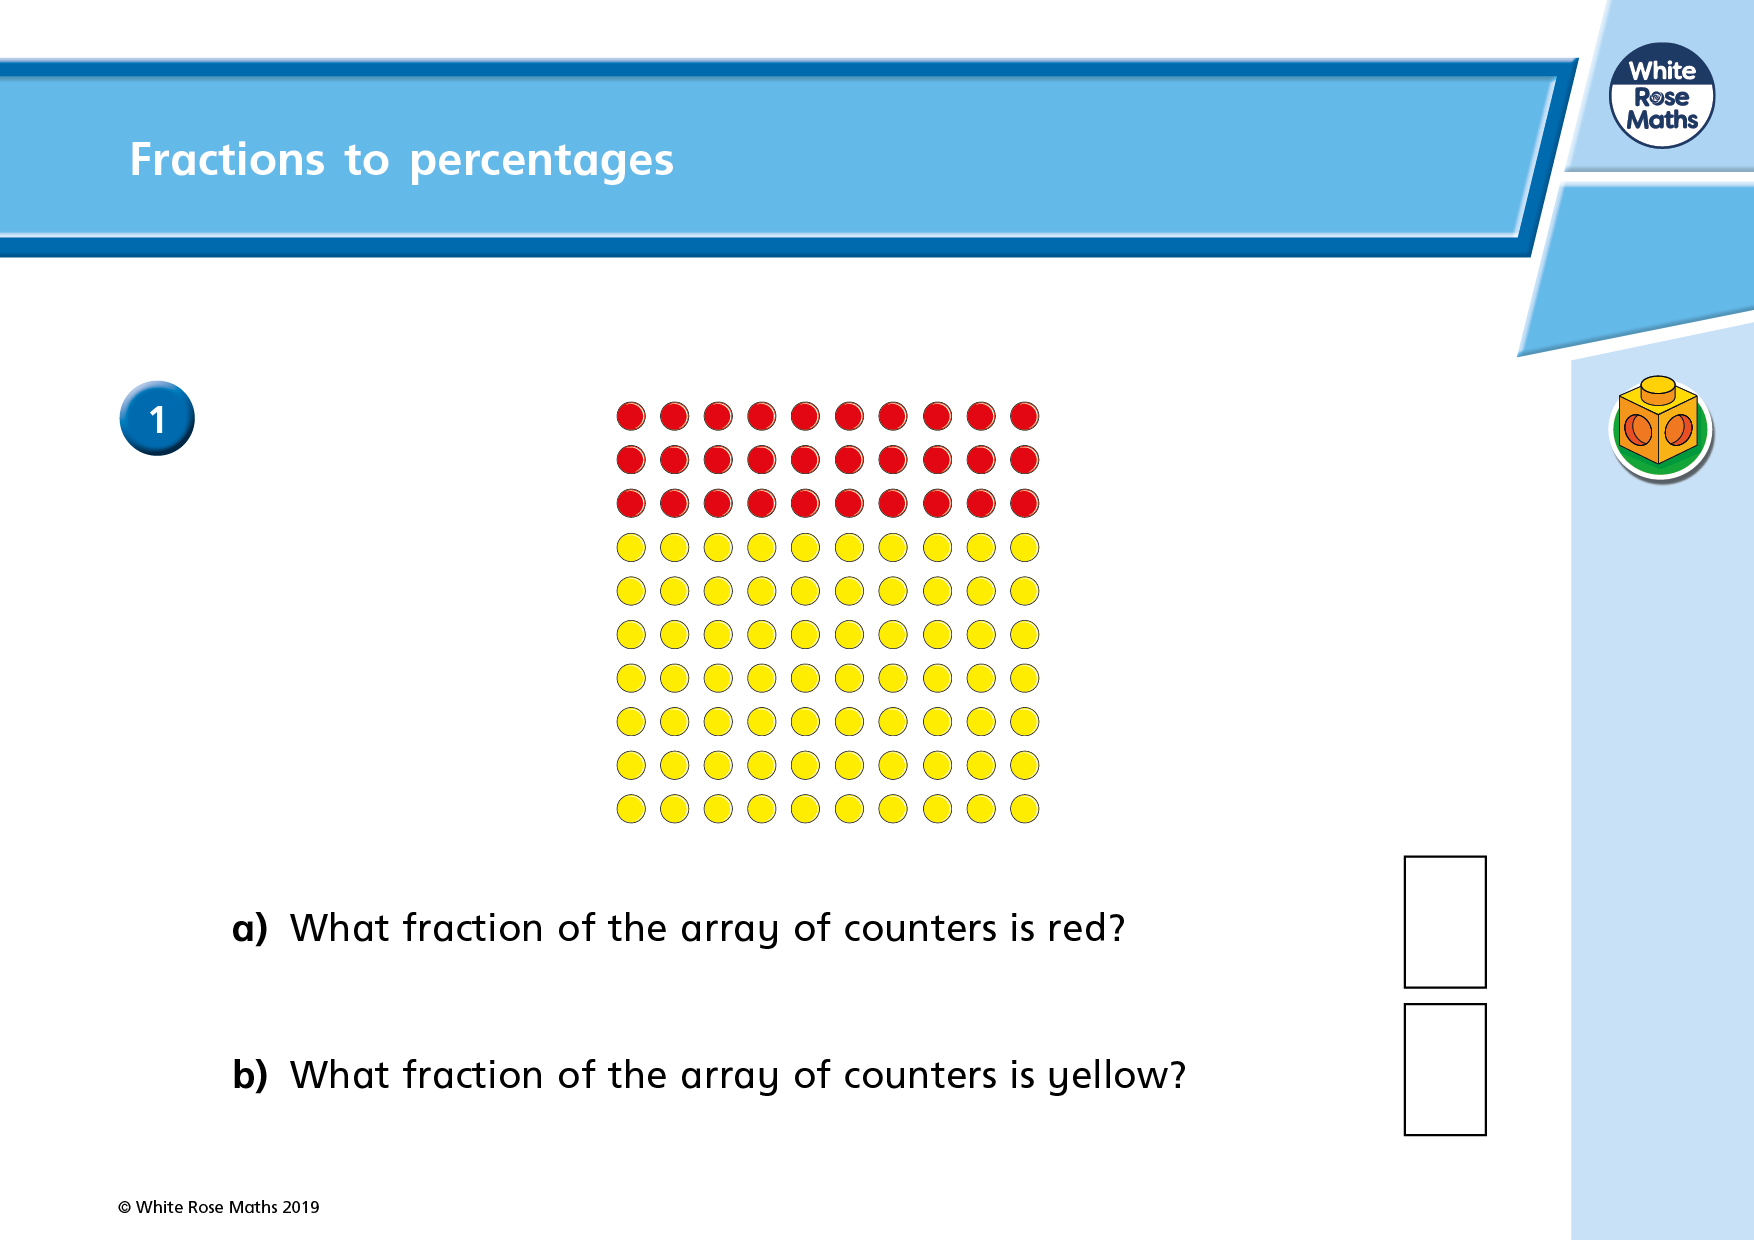 White
Rose
Maths
Fractions to percentages
1
a) What fraction of the array of counters is red?
b) What fraction of the array of counters is yellow?
© White Rose Maths 2019